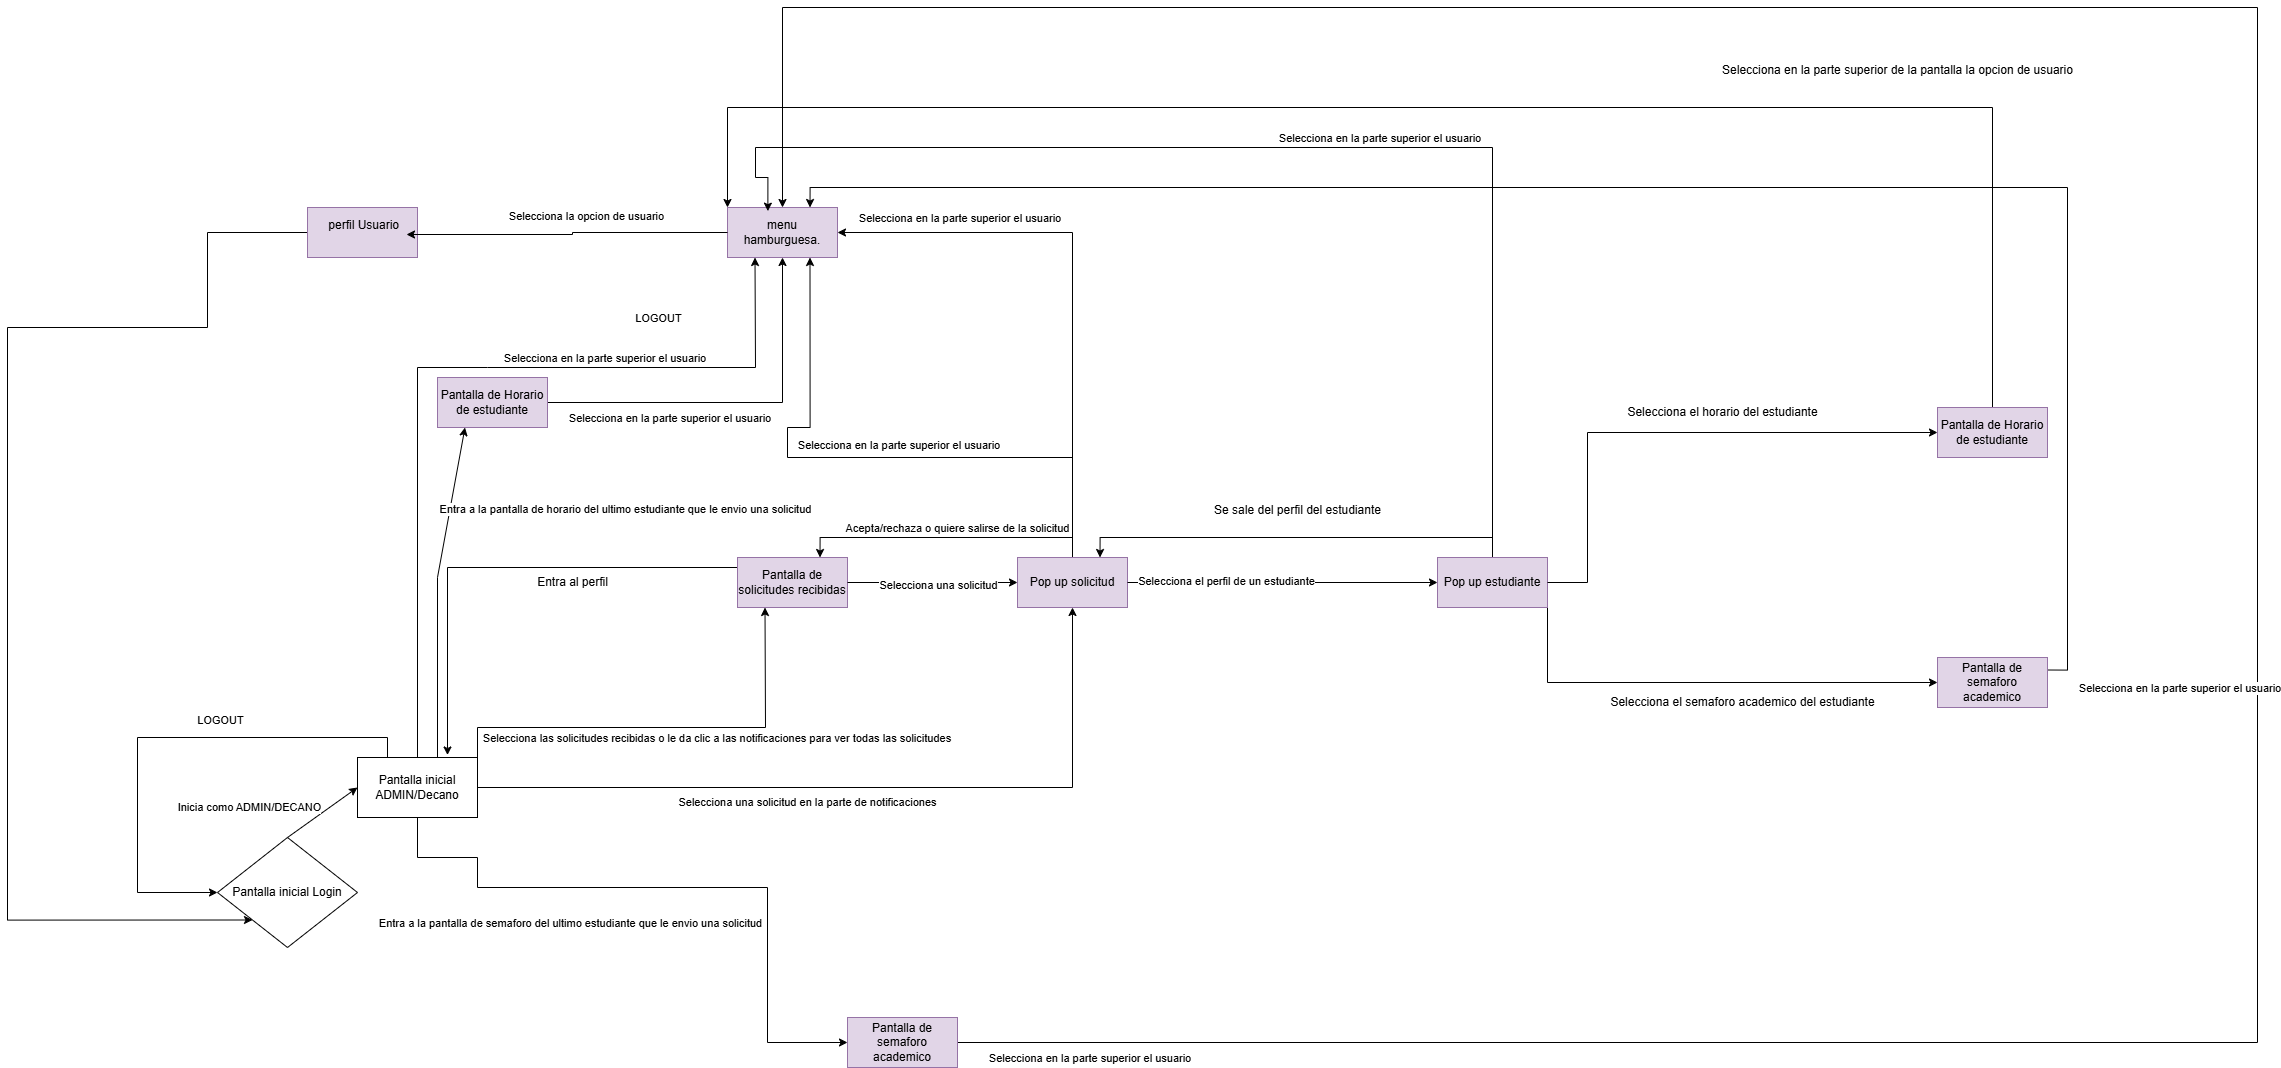 Selecciona en la parte superior de la pantalla la opcion de usuario
Selecciona en la parte superior el usuario
perfil Usuario
Selecciona la opcion de usuario
menu
hamburguesa.
Selecciona en la parte superior el usuario
LOGOUT
Selecciona en la parte superior el usuario
Pantalla de Horario
de estudiante
Selecciona en la parte superior el usuario
Selecciona en la parte superior el usuario
Selecciona el horario del estudiante
Pantalla de Horario
de estudiante
Entra a la pantalla de horario del ultimo estudiante que le envio una solicitud
Se sale del perfil del estudiante
Acepta/rechaza o quiere salirse de la solicitud
Entra al perfil
Pantalla de
solicitudes recibidas
Selecciona una solicitud
Pop up solicitud
Selecciona el perfil de un estudiante
Pop up estudiante
Pantalla de
semaforo
academico
Selecciona en la parte superior el usuario
Selecciona el semaforo academico del estudiante
LOGOUT
Selecciona las solicitudes recibidas o le da clic a las notificaciones para ver todas las solicitudes
Pantalla inicial
ADMIN/Decano
Inicia como ADMIN/DECANO
Selecciona una solicitud en la parte de notificaciones
Pantalla inicial Login
Entra a la pantalla de semaforo del ultimo estudiante que le envio una solicitud
Pantalla de
semaforo
academico
Selecciona en la parte superior el usuario